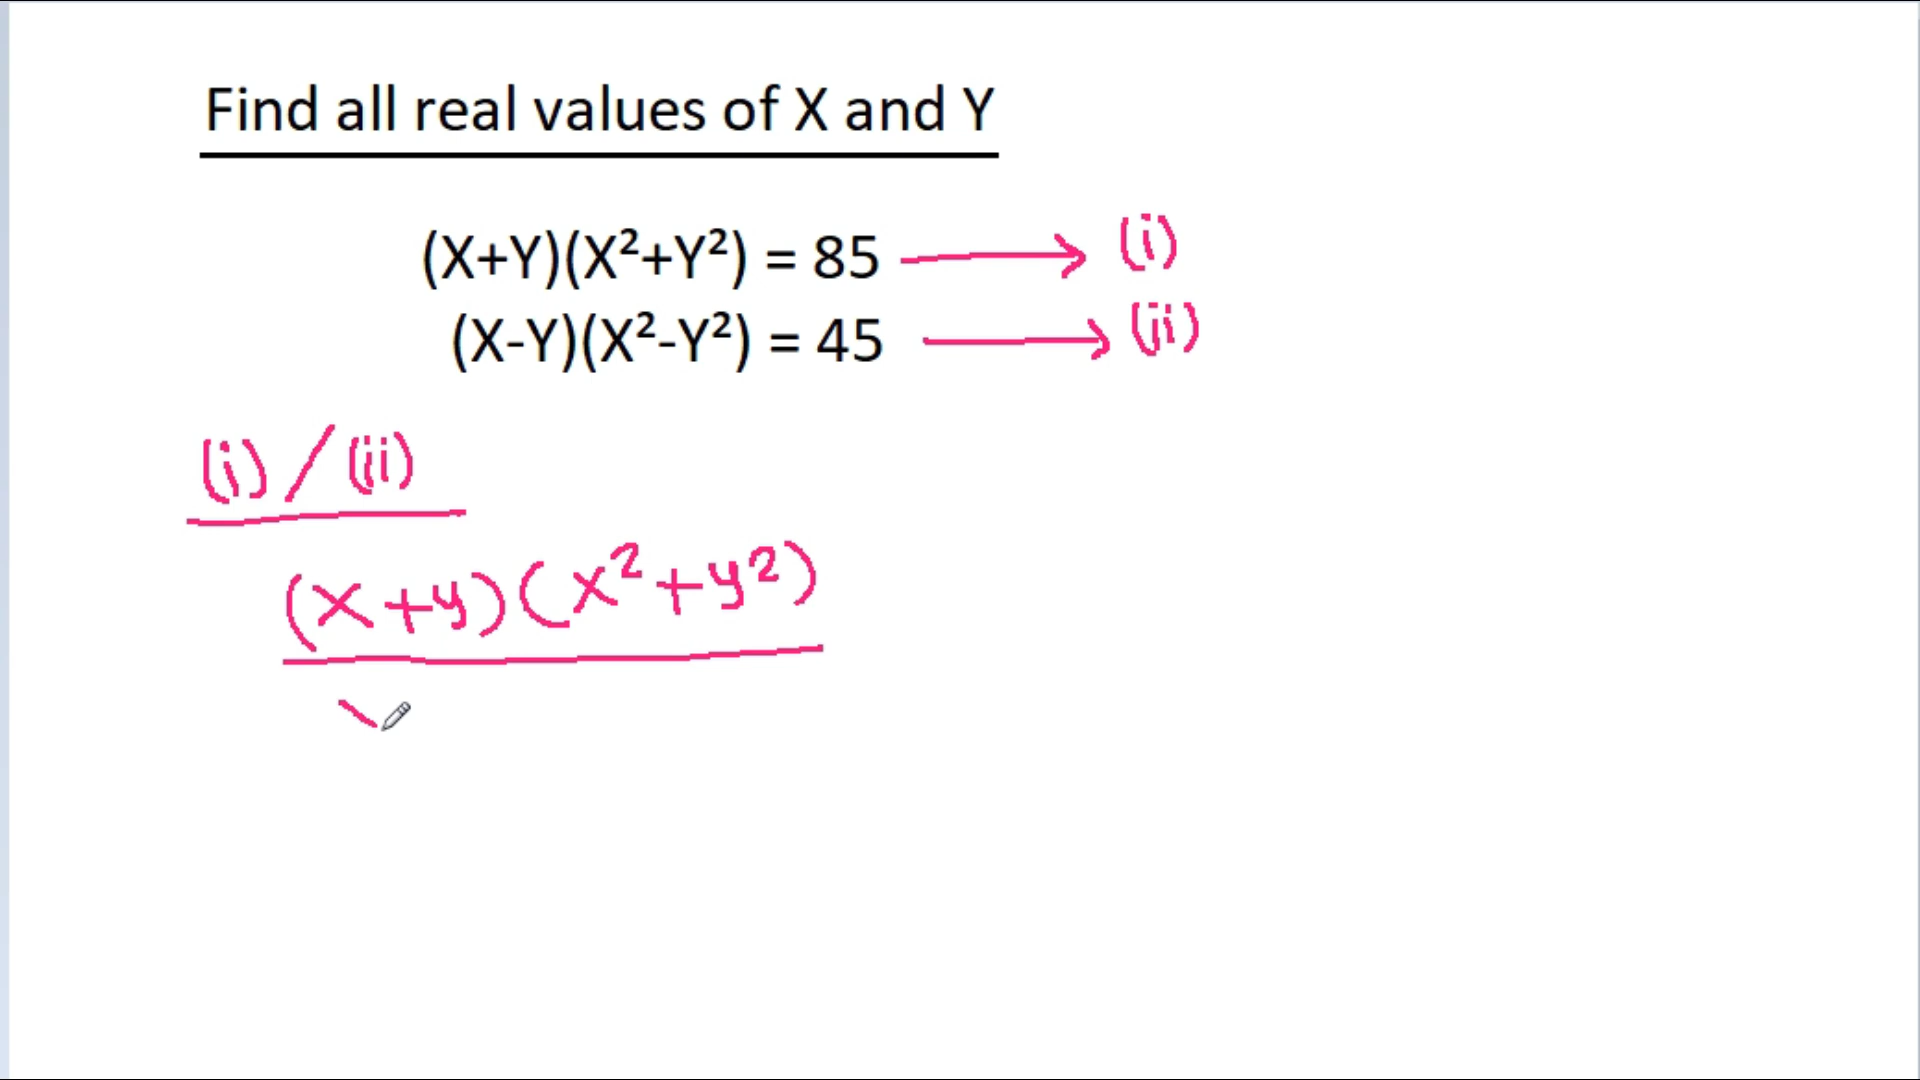 Find all real values of X and Y
(X+Y)(X²+Y²) = 85 → (i)
(X-Y)(X²-Y²) = 45 → (ii)
(i) / (ii)
(x+y)(x²+y²)